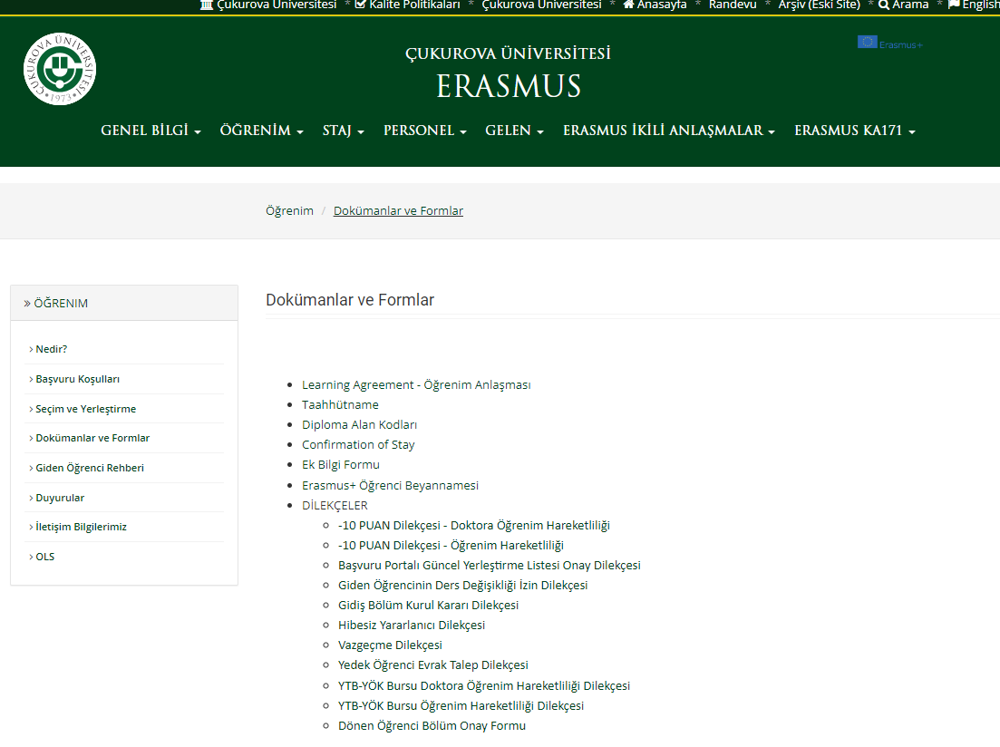 Çukurova Üniversitesi * Kalite Politikaları * Çukurova Üniversitesi * Anasayfa * Randevu * Arşiv (Eski Site) * Arama * English
ÇUKUROVA ÜNİVERSİTESİ
• 1973 •
ÇUKUROVA ÜNİVERSİTESİ
ERASMUS
Erasmus+
GENEL BİLGİ ÖĞRENİM STAJ PERSONEL GELEN ERASMUS İKİLİ ANLAŞMALAR ERASMUS KA171
Öğrenim / Dokümanlar ve Formlar
» ÖĞRENIM
› Nedir?
› Başvuru Koşulları
› Seçim ve Yerleştirme
› Dokümanlar ve Formlar
› Giden Öğrenci Rehberi
› Duyurular
› İletişim Bilgilerimiz
› OLS
Dokümanlar ve Formlar
Learning Agreement - Öğrenim Anlaşması
Taahhütname
Diploma Alan Kodları
Confirmation of Stay
Ek Bilgi Formu
Erasmus+ Öğrenci Beyannamesi
DİLEKÇELER
-10 PUAN Dilekçesi - Doktora Öğrenim Hareketliliği
-10 PUAN Dilekçesi - Öğrenim Hareketliliği
Başvuru Portalı Güncel Yerleştirme Listesi Onay Dilekçesi
Giden Öğrencinin Ders Değişikliği İzin Dilekçesi
Gidiş Bölüm Kurul Kararı Dilekçesi
Hibesiz Yararlanıcı Dilekçesi
Vazgeçme Dilekçesi
Yedek Öğrenci Evrak Talep Dilekçesi
YTB-YÖK Bursu Doktora Öğrenim Hareketliliği Dilekçesi
YTB-YÖK Bursu Öğrenim Hareketliliği Dilekçesi
Dönen Öğrenci Bölüm Onay Formu